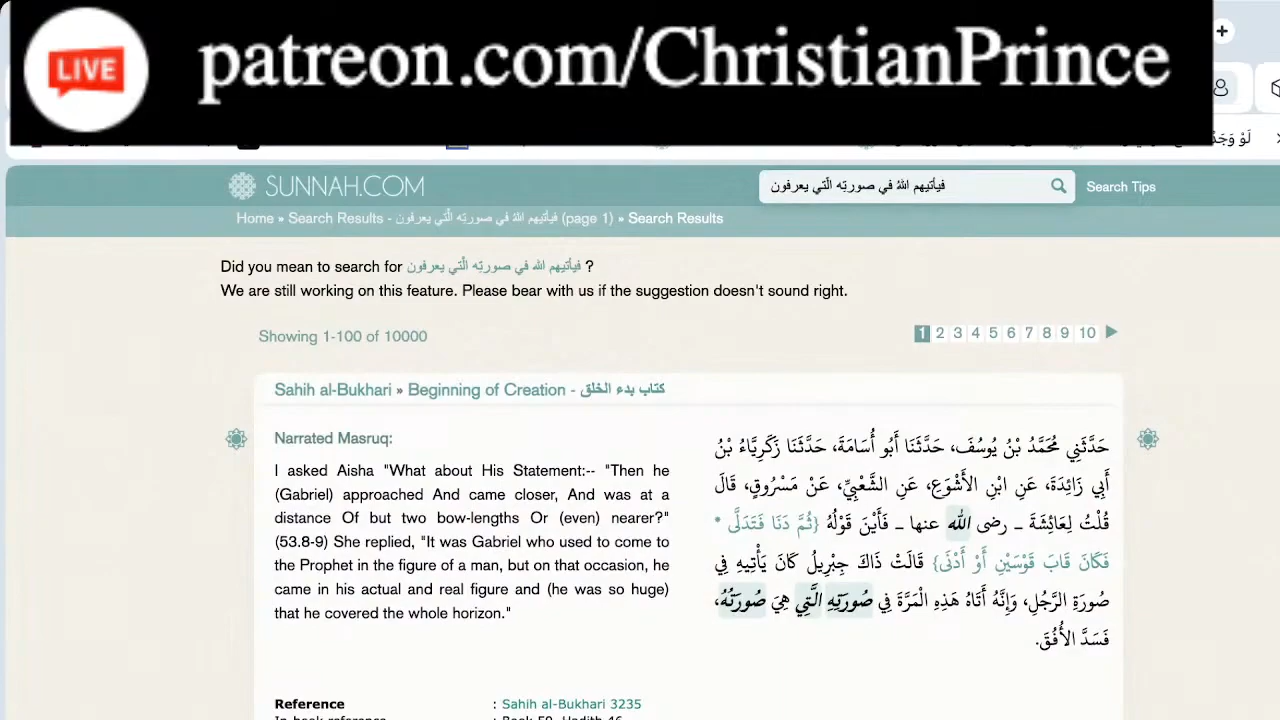 LIVE
patreon.com/ChristianPrince
SUNNAH.COM
فيأتيهم اللهُ في صورتِه الَّتي يعرفون
Search Tips
Home » Search Results - فيأتيهم اللهُ في صورتِه الَّتي يعرفون (page 1) » Search Results
Did you mean to search for فيأتيهم الله في صورتِه الَّتي يعرفون ?
We are still working on this feature. Please bear with us if the suggestion doesn't sound right.
Showing 1-100 of 10000
1 2 3 4 5 6 7 8 9 10
Sahih al-Bukhari » Beginning of Creation - كتاب بدء الخلق
Narrated Masruq:
I asked Aisha "What about His Statement:-- "Then he
(Gabriel) approached And came closer, And was at a
distance Of but two bow-lengths Or (even) nearer?"
(53.8-9) She replied, "It was Gabriel who used to come to
the Prophet in the figure of a man, but on that occasion, he
came in his actual and real figure and (he was so huge)
that he covered the whole horizon."
حَدَّثَنِي مُحَمَّدُ بْنُ يُوسُفَ، حَدَّثَنَا أَبُو أُسَامَةَ، حَدَّثَنَا زَكَرِيَّاءُ بْنُ
أَبِي زَائِدَةَ، عَنِ ابْنِ الأَشْوَعِ، عَنِ الشَّعْبِيِّ، عَنْ مَسْرُوقٍ، قَالَ
قُلْتُ لِعَائِشَةَ ـ رضى الله عنها ـ فَأَيْنَ قَوْلُهُ {ثُمَّ دَنَا فَتَدَلَّى *
فَكَانَ قَابَ قَوْسَيْنِ أَوْ أَدْنَى} قَالَتْ ذَاكَ جِبْرِيلُ كَانَ يَأْتِيهِ فِي
صُورَةِ الرَّجُلِ، وَإِنَّهُ أَتَاهُ هَذِهِ الْمَرَّةَ فِي صُورَتِهِ الَّتِي هِيَ صُورَتُهُ،
فَسَدَّ الأُفُقَ.
Reference : Sahih al-Bukhari 3235